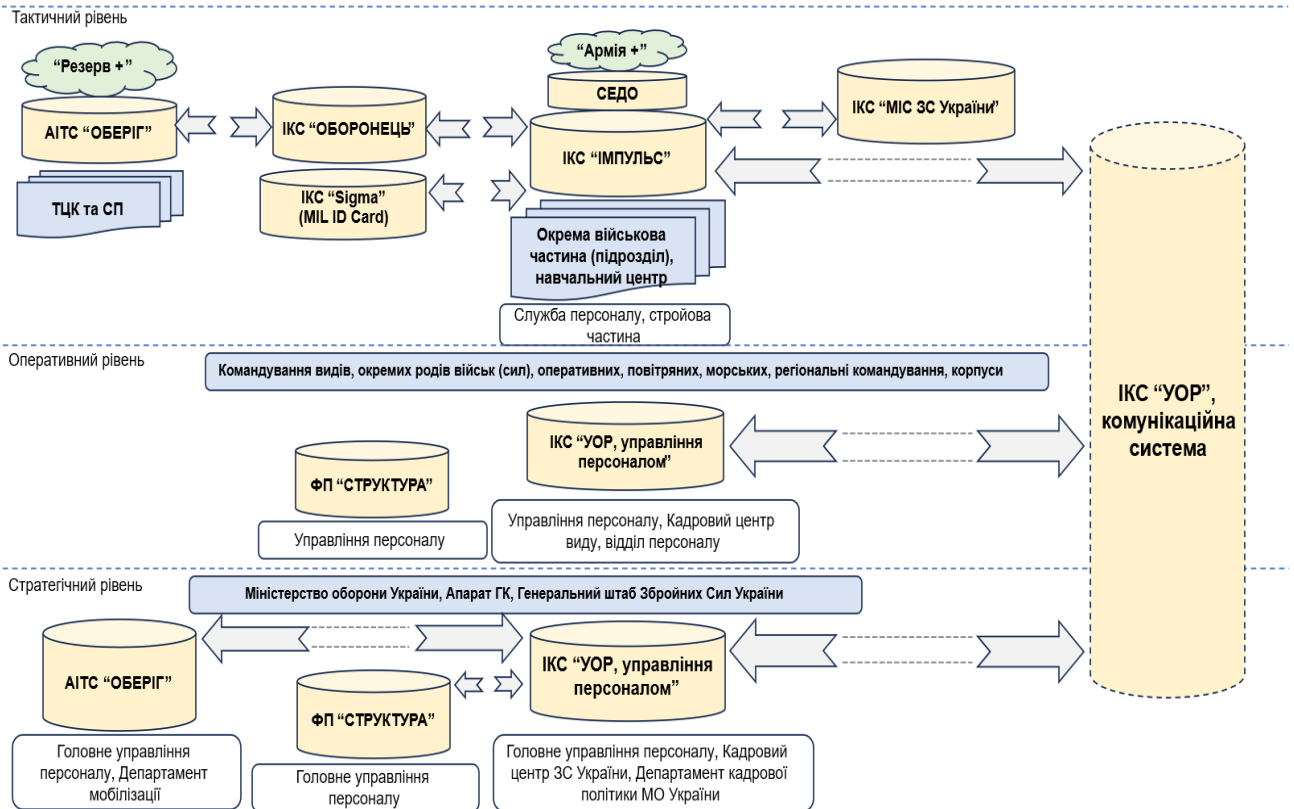 Тактичний рівень
“Резерв +”
АІТС “ОБЕРІГ”
ТЦК та СП
ІКС “ОБОРОНЕЦЬ”
ІКС “Sigma”
(MIL ID Card)
“Армія +”
СЕДО
ІКС “ІМПУЛЬС”
Окрема військова
частина (підрозділ),
навчальний центр
Служба персоналу, стройова
частина
ІКС “МІС ЗС України”
ІКС “УОР”,
комунікаційна
система
Оперативний рівень
Командування видів, окремих родів військ (сил), оперативних, повітряних, морських, регіональні командування, корпуси
ФП “СТРУКТУРА”
Управління персоналу
ІКС “УОР, управління
персоналом”
Управління персоналу, Кадровий центр
виду, відділ персоналу
Стратегічний рівень
Міністерство оборони України, Апарат ГК, Генеральний штаб Збройних Сил України
АІТС “ОБЕРІГ”
Головне управління
персоналу, Департамент
мобілізації
ФП “СТРУКТУРА”
Головне управління
персоналу
ІКС “УОР, управління
персоналом”
Головне управління персоналу, Кадровий
центр ЗС України, Департамент кадрової
політики МО України